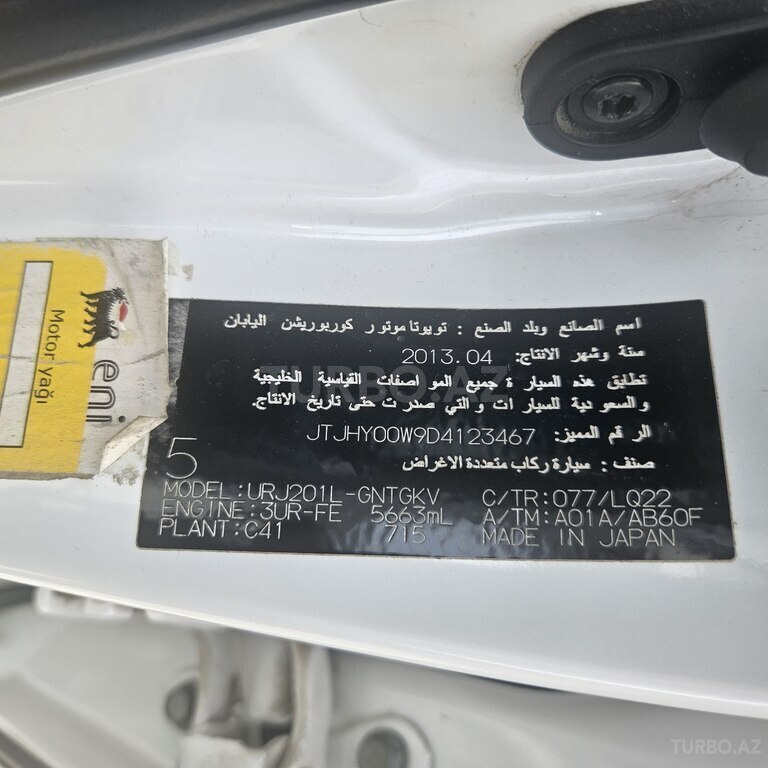 اسم الصانع وبلد الصنع : تويوتا موتور كوربوريشن اليابان
سنة وشهر الانتاج: 2013.04
تطابق هذه السيارة جميع المواصفات القياسية الخليجية
والسعودية للسيارات والتي صدرت حتى تاريخ الانتاج.
الرقم المميز: JTJHY00W9D4123467
صنف : سيارة ركاب متعددة الاغراض
5
MODEL:URJ201L-GNTGKV C/TR:077/LQ22
ENGINE:3UR-FE 5663mL A/TM:A01A/AB60F
PLANT:C41 715 MADE IN JAPAN
eni
Motor yağı
TURBO.AZ
TURBO.AZ